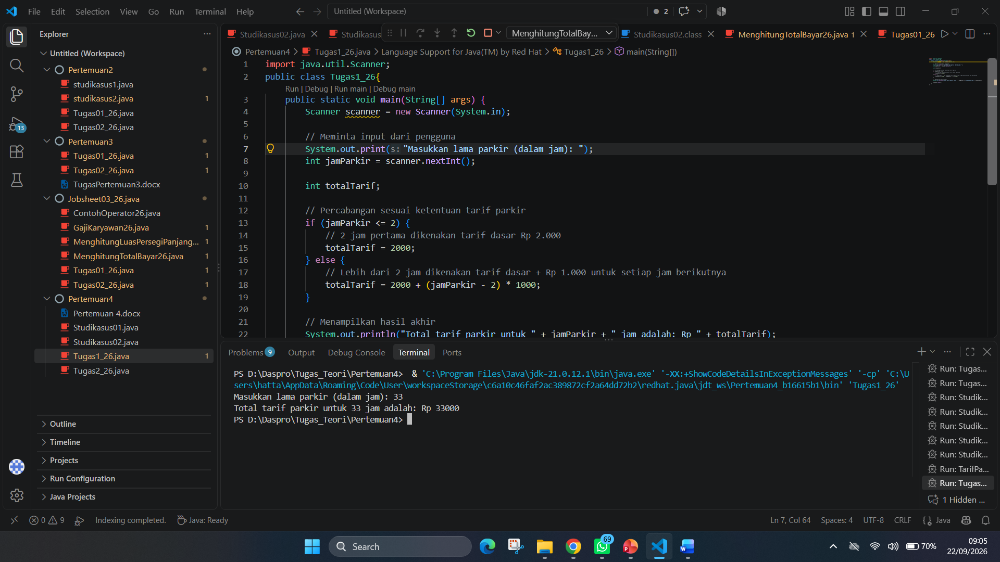 File Edit Selection View Go Run Terminal Help
Untitled (Workspace)
2
Explorer
Untitled (Workspace)
Pertemuan2
studikasus1.java
studikasus2.java 1
Tugas01_26.java
Tugas02_26.java
Pertemuan3
Tugas01_26.java 1
Tugas02_26.java 1
TugasPertemuan3.docx
Jobsheet03_26.java
ContohOperator26.java
GajiKaryawan26.java 1
MenghitungLuasPersegiPanjang... 1
MenghitungTotalBayar26.java 1
Tugas01_26.java 1
Tugas02_26.java 1
Pertemuan4
Pertemuan 4.docx
Studikasus01.java
Studikasus02.java
Tugas1_26.java 1
Tugas2_26.java
Outline
Timeline
Projects
Run Configuration
Java Projects
13
Studikasus02.java
Studikasus
MenghitungTotalBay...
Studikasus02.class
MenghitungTotalBayar26.java 1
Tugas01_26
Pertemuan4 > Tugas1_26.java > Language Support for Java(TM) by Red Hat > Tugas1_26 > main(String[])
1 import java.util.Scanner;
2 public class Tugas1_26{
Run | Debug | Run main | Debug main
3 public static void main(String[] args) {
4 Scanner scanner = new Scanner(System.in);
5
6 // Meminta input dari pengguna
7 System.out.print(s: "Masukkan lama parkir (dalam jam): ");
8 int jamParkir = scanner.nextInt();
9
10 int totalTarif;
11
12 // Percabangan sesuai ketentuan tarif parkir
13 if (jamParkir <= 2) {
14 // 2 jam pertama dikenakan tarif dasar Rp 2.000
15 totalTarif = 2000;
16 } else {
17 // Lebih dari 2 jam dikenakan tarif dasar + Rp 1.000 untuk setiap jam berikutnya
18 totalTarif = 2000 + (jamParkir - 2) * 1000;
19 }
20
21 // Menampilkan hasil akhir
22 System.out.println("Total tarif parkir untuk " + jamParkir + " jam adalah: Rp " + totalTarif);
Problems 9 Output Debug Console Terminal Ports
PS D:\Daspro\Tugas_Teori\Pertemuan4> & 'C:\Program Files\Java\jdk-21.0.12.1\bin\java.exe' '-XX:+ShowCodeDetailsInExceptionMessages' '-cp' 'C:\U
sers\hatta\AppData\Roaming\Code\User\workspaceStorage\c6a10c46faf2ac389872cf2a64dd72b2\redhat.java\jdt_ws\Pertemuan4_b16615b1\bin' 'Tugas1_26'
Masukkan lama parkir (dalam jam): 33
Total tarif parkir untuk 33 jam adalah: Rp 33000
PS D:\Daspro\Tugas_Teori\Pertemuan4>
Run: Tugas...
Run: Tugas...
Run: Studik...
Run: Studik...
Run: Studik...
Run: Studik...
Run: Studik...
Run: TarifPa...
Run: Tugas...
1 Hidden ...
0 9 Indexing completed. Java: Ready
Ln 7, Col 64 Spaces: 4 UTF-8 CRLF Java
Search
69
70%
09:05
22/09/2026